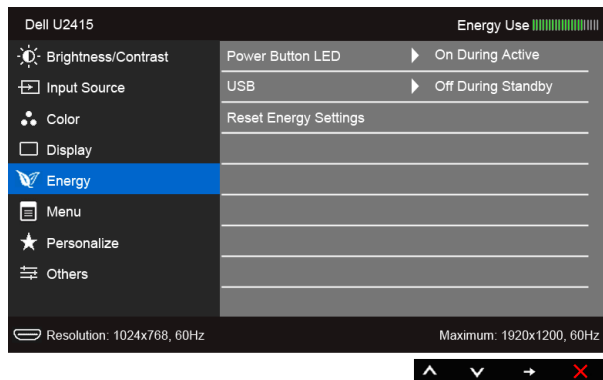 Dell U2415 Energy Use
Brightness/Contrast Power Button LED On During Active
Input Source USB Off During Standby
Color Reset Energy Settings
Display
Energy
Menu
Personalize
Others
Resolution: 1024x768, 60Hz Maximum: 1920x1200, 60Hz